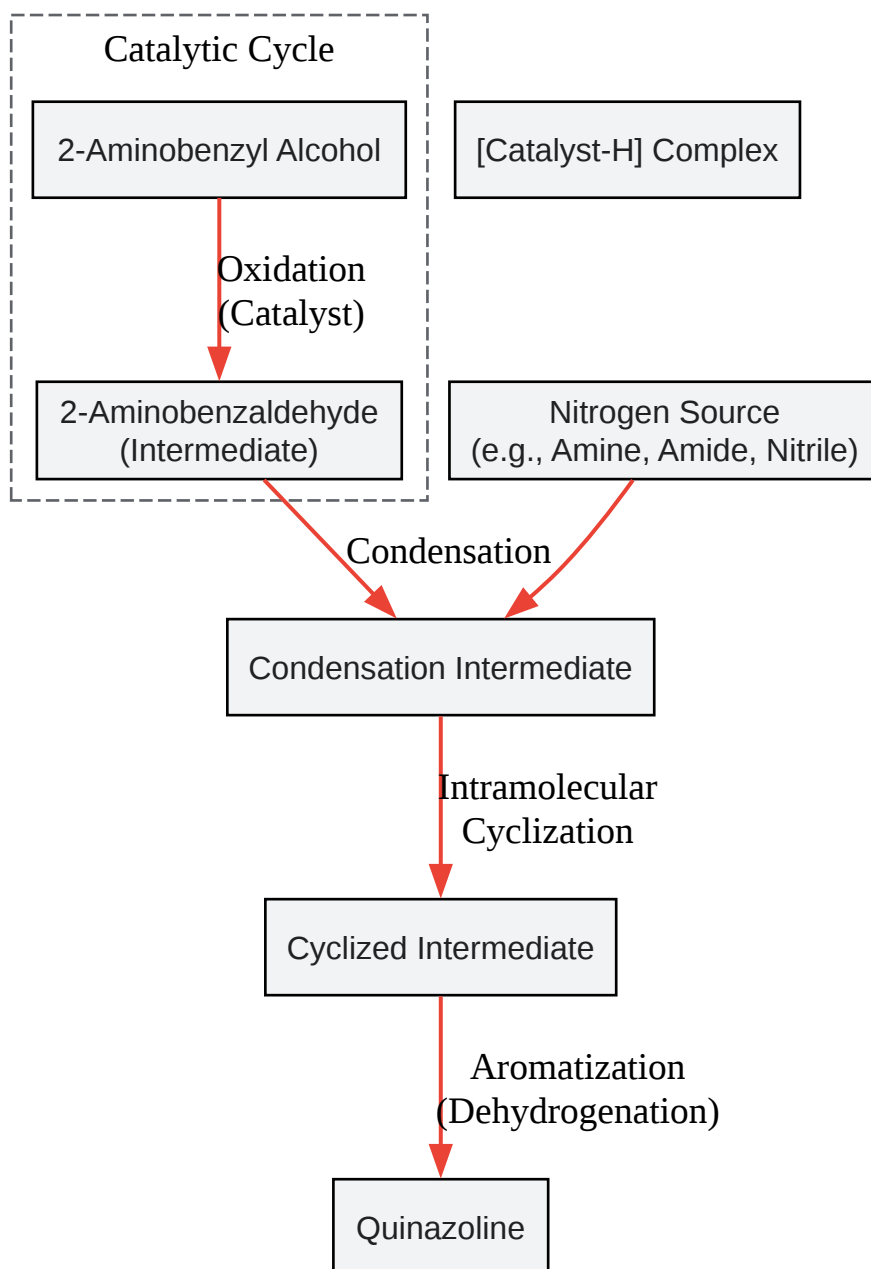 Catalytic Cycle
2-Aminobenzyl Alcohol
[Catalyst-H] Complex
Oxidation
(Catalyst)
2-Aminobenzaldehyde
(Intermediate)
Nitrogen Source
(e.g., Amine, Amide, Nitrile)
Condensation
Condensation Intermediate
Intramolecular
Cyclization
Cyclized Intermediate
Aromatization
(Dehydrogenation)
Quinazoline